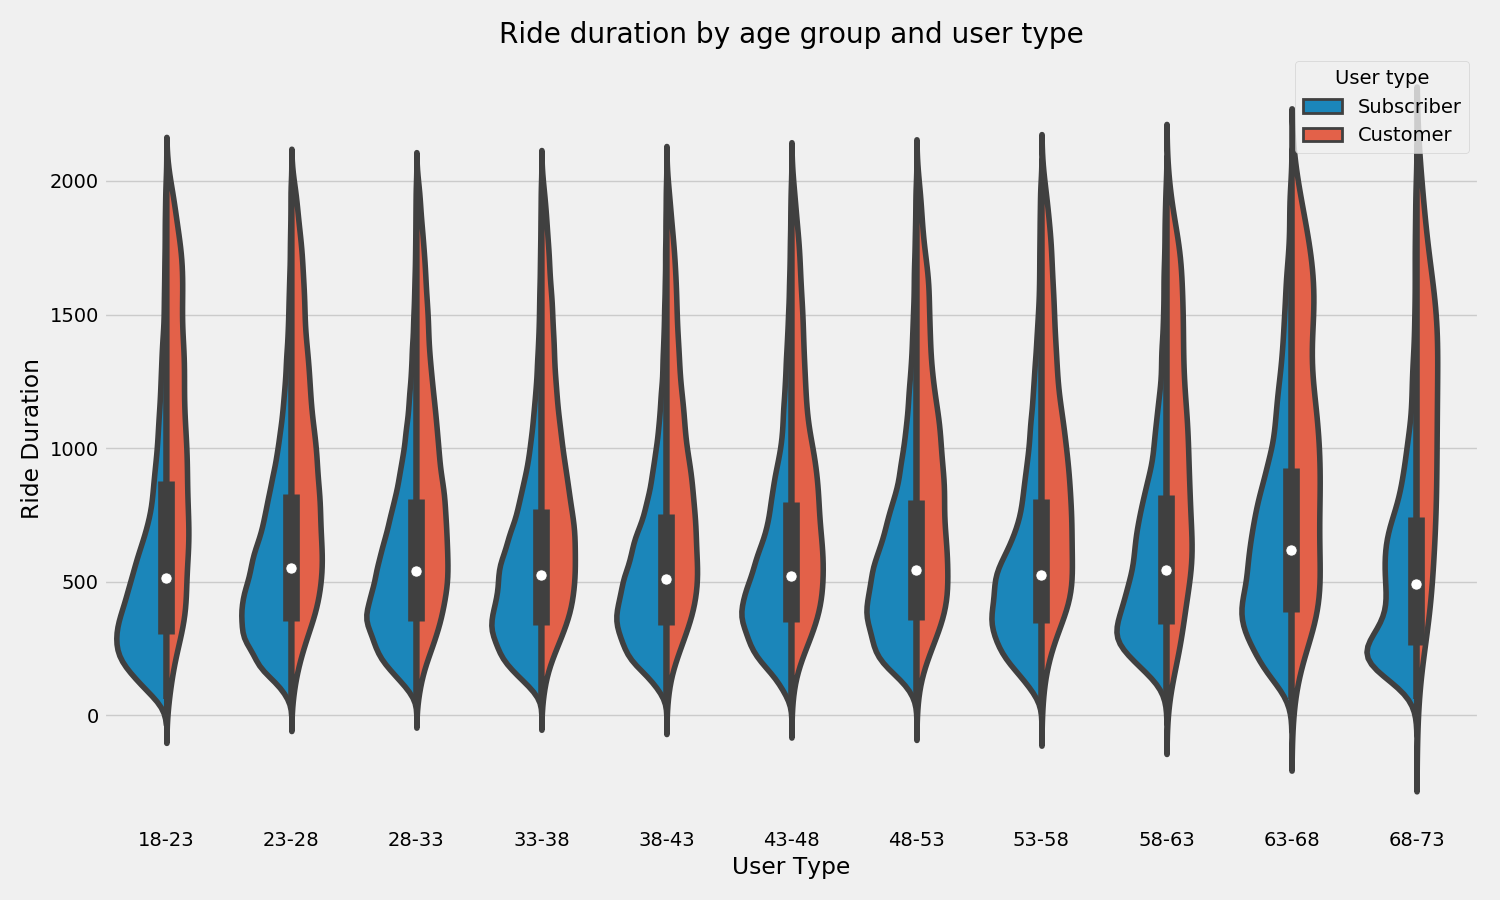 Ride duration by age group and user type
User type
Subscriber
Customer
Ride Duration
2000
1500
1000
500
0
18-23 23-28 28-33 33-38 38-43 43-48 48-53 53-58 58-63 63-68 68-73
User Type